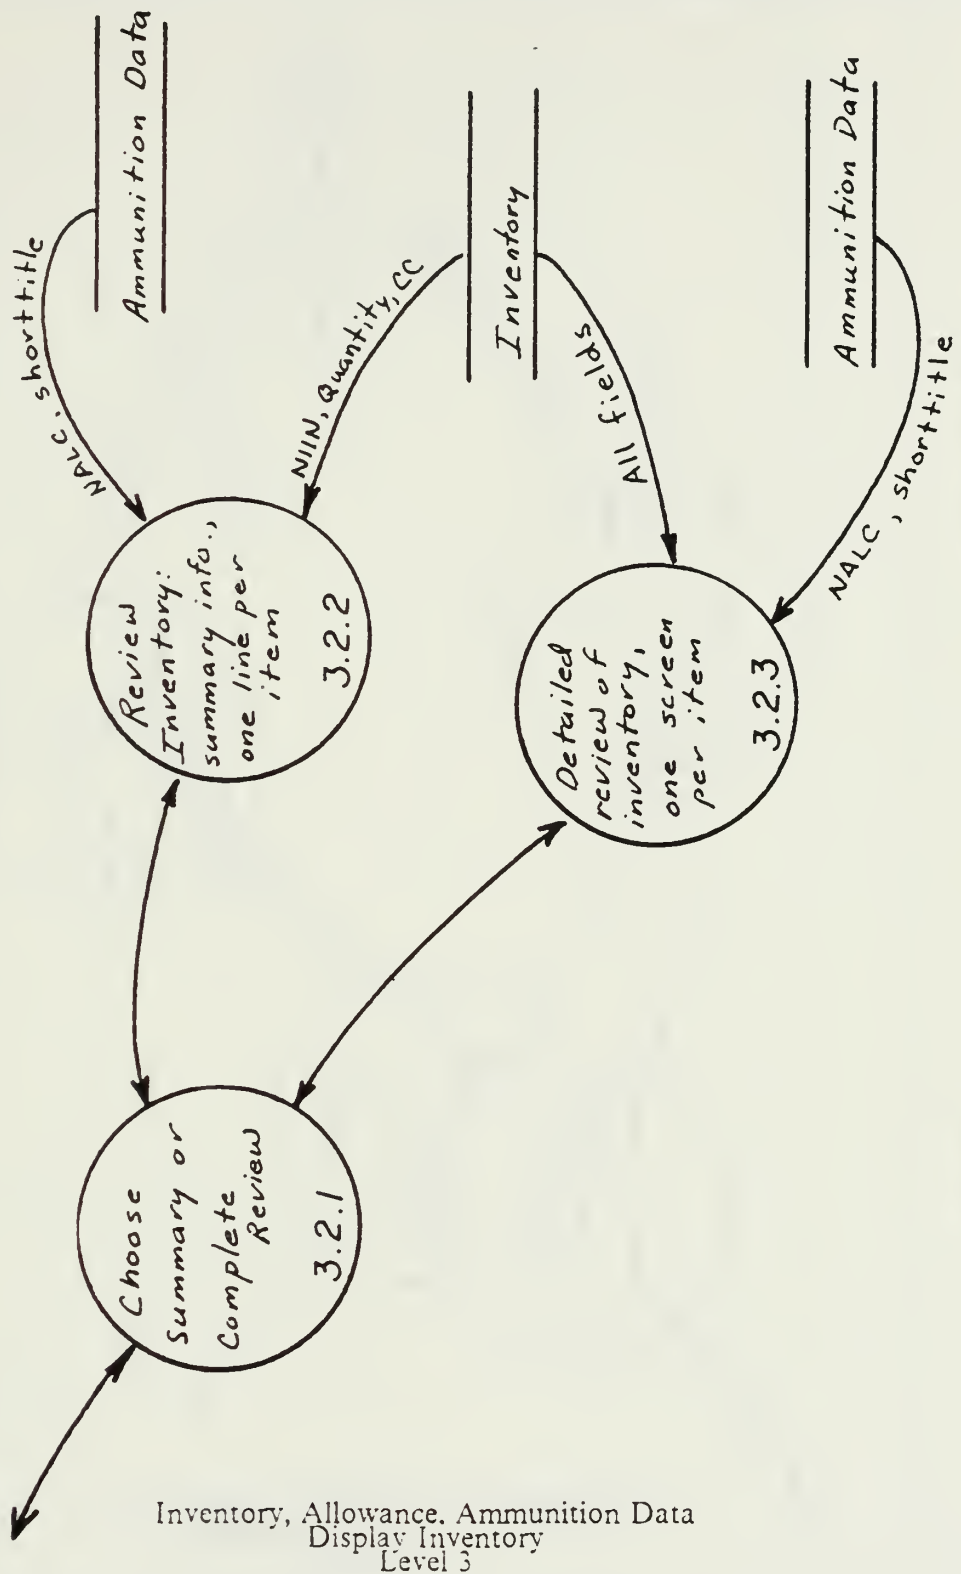 Choose
Summary or
Complete
Review
3.2.1
Review
Inventory:
summary info.,
one line per
item
3.2.2
Detailed
review of
inventory,
one screen
per item
3.2.3
NALC, shorttitle
Ammunition Data
NIIN, Quantity, CC
Inventory
All fields
NALC, shorttitle
Ammunition Data
Inventory, Allowance. Ammunition Data
Display Inventory
Level 3